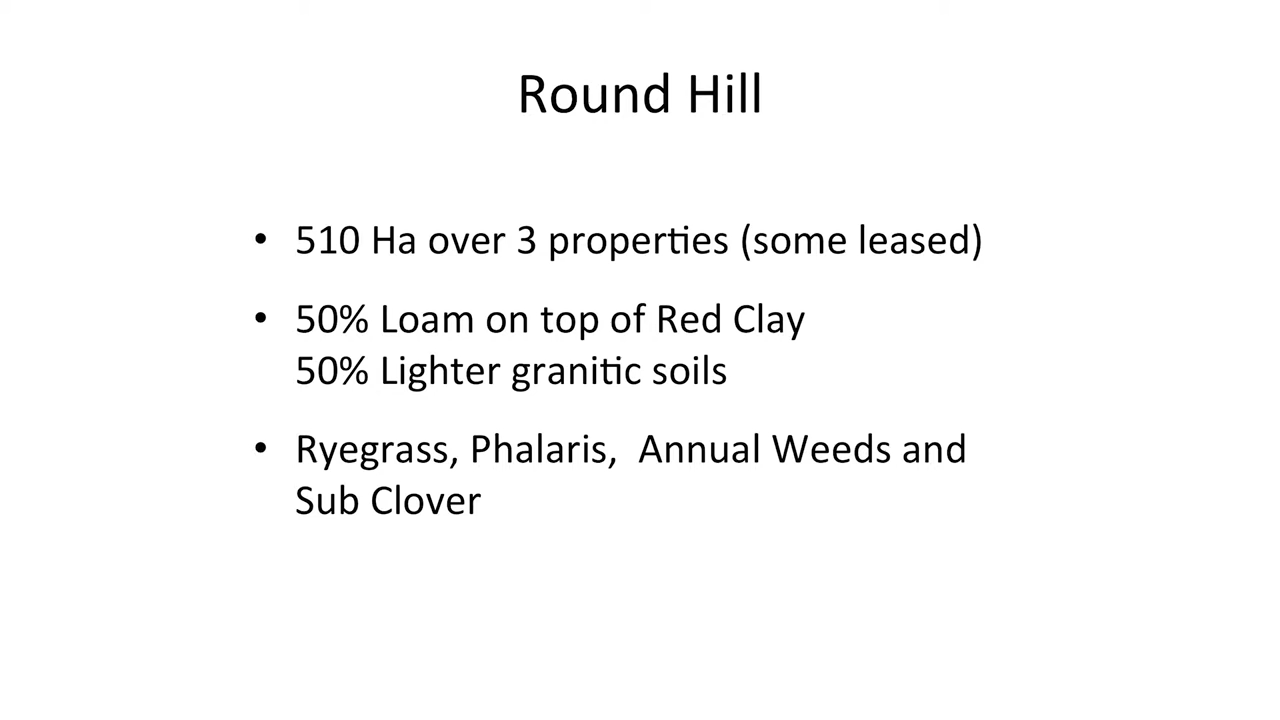 Round Hill
• 510 Ha over 3 properties (some leased)
• 50% Loam on top of Red Clay
50% Lighter granitic soils
• Ryegrass, Phalaris,  Annual Weeds and
Sub Clover